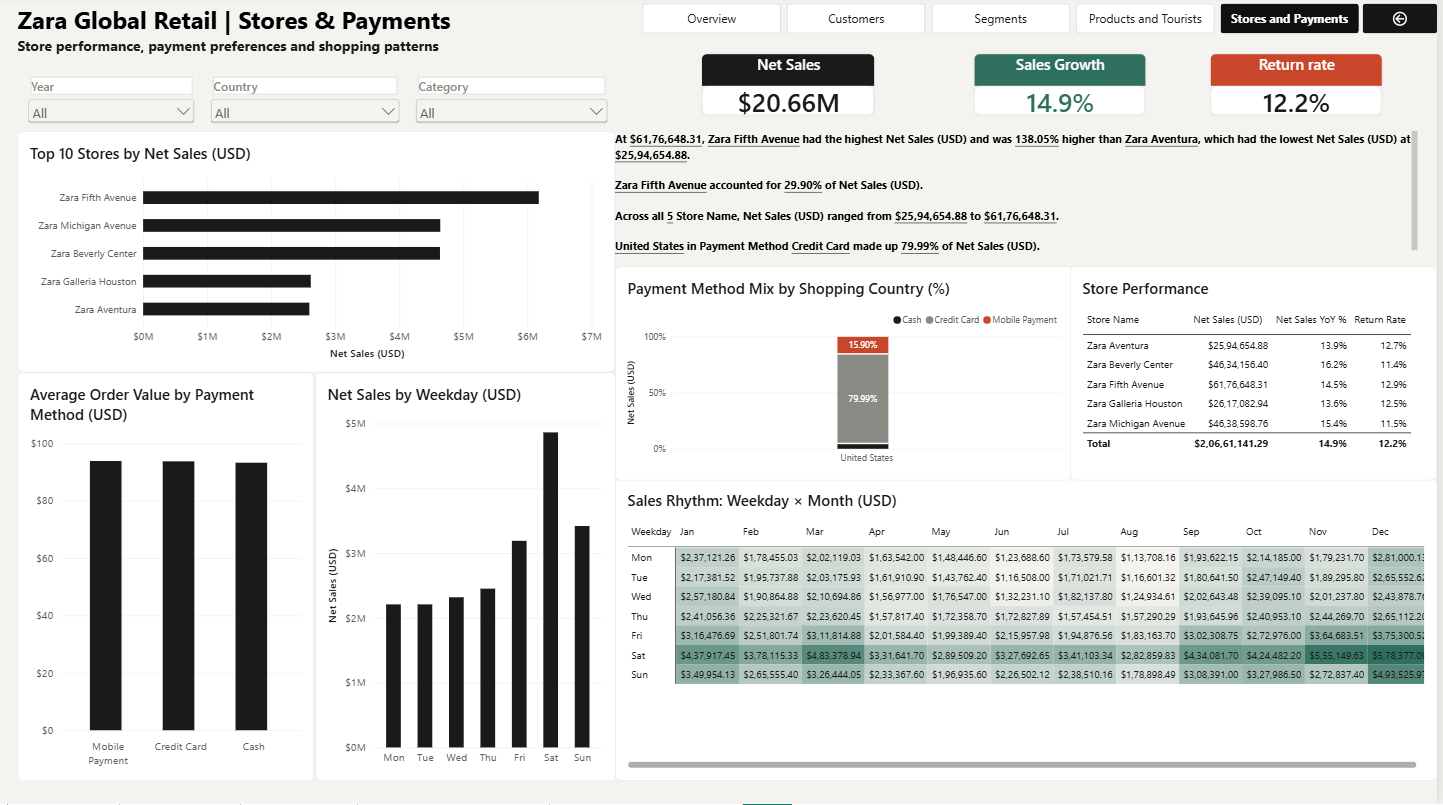 Zara Global Retail | Stores & Payments
Store performance, payment preferences and shopping patterns
Overview
Customers
Segments
Products and Tourists
Stores and Payments
Year
All
Country
All
Category
All
Net Sales
$20.66M
Sales Growth
14.9%
Return rate
12.2%
Top 10 Stores by Net Sales (USD)
Zara Fifth Avenue
Zara Michigan Avenue
Zara Beverly Center
Zara Galleria Houston
Zara Aventura
$0M $1M $2M $3M $4M $5M $6M $7M
Net Sales (USD)
At $61,76,648.31, Zara Fifth Avenue had the highest Net Sales (USD) and was 138.05% higher than Zara Aventura, which had the lowest Net Sales (USD) at
$25,94,654.88.
Zara Fifth Avenue accounted for 29.90% of Net Sales (USD).
Across all 5 Store Name, Net Sales (USD) ranged from $25,94,654.88 to $61,76,648.31.
United States in Payment Method Credit Card made up 79.99% of Net Sales (USD).
Average Order Value by Payment
Method (USD)
$100
$80
$60
$40
$20
$0
Mobile
Payment
Credit Card
Cash
Net Sales by Weekday (USD)
Net Sales (USD)
$5M
$4M
$3M
$2M
$1M
$0M
Mon Tue Wed Thu Fri Sat Sun
Payment Method Mix by Shopping Country (%)
Cash Credit Card Mobile Payment
Net Sales (USD)
100%
50%
0%
15.90%
79.99%
United States
Store Performance
Store Name Net Sales (USD) Net Sales YoY % Return Rate
Zara Aventura $25,94,654.88 13.9% 12.7%
Zara Beverly Center $46,34,156.40 16.2% 11.4%
Zara Fifth Avenue $61,76,648.31 14.5% 12.9%
Zara Galleria Houston $26,17,082.94 13.6% 12.5%
Zara Michigan Avenue $46,38,598.76 15.4% 11.5%
Total $2,06,61,141.29 14.9% 12.2%
Sales Rhythm: Weekday × Month (USD)
Weekday Jan Feb Mar Apr May Jun Jul Aug Sep Oct Nov Dec
Mon $2,37,121.26 $1,78,455.03 $2,02,119.03 $1,63,542.00 $1,48,446.60 $1,23,688.60 $1,73,579.58 $1,13,708.16 $1,93,622.15 $2,14,185.00 $1,79,231.70
Tue $2,17,381.52 $1,95,737.88 $2,03,175.93 $1,61,910.90 $1,43,762.40 $1,16,508.00 $1,71,021.71 $1,16,601.32 $1,80,641.50 $2,47,149.40 $1,89,295.80
Wed $2,57,180.84 $1,90,864.88 $2,10,694.86 $1,56,977.00 $1,76,547.00 $1,32,231.10 $1,82,137.80 $1,24,934.61 $2,02,643.48 $2,39,095.10 $2,01,237.80
Thu $2,41,056.36 $2,25,321.67 $2,23,620.45 $1,57,817.40 $1,72,358.70 $1,72,827.89 $1,57,454.51 $1,57,290.29 $1,93,645.96 $2,40,953.10 $2,44,269.70
Fri $3,16,476.69 $2,51,801.74 $3,11,814.88 $2,01,584.40 $1,99,389.40 $2,15,957.98 $1,94,876.56 $1,83,163.70 $3,02,308.75 $2,72,976.00 $3,64,683.51
Sat $4,37,917.45 $3,78,115.33 $4,83,378.94 $3,31,641.70 $2,89,509.20 $3,27,692.65 $3,41,103.34 $2,82,859.83 $4,34,081.70 $4,24,482.20 $5,55,149.63
Sun $3,49,954.13 $2,65,555.40 $3,26,444.05 $2,33,367.60 $1,96,935.60 $2,26,502.12 $2,38,510.16 $1,78,898.49 $3,08,391.00 $3,27,986.50 $2,72,837.40